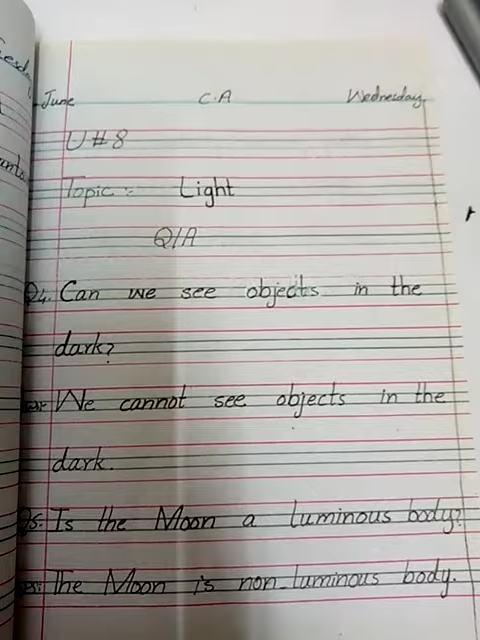 June C.A Wednesday
U#8
Topic:- Light
Q/A
Q4. Can we see objects in the
dark?
We cannot see objects in the
dark.
Q5. Is the Moon a luminous body?
The Moon is non-luminous body.